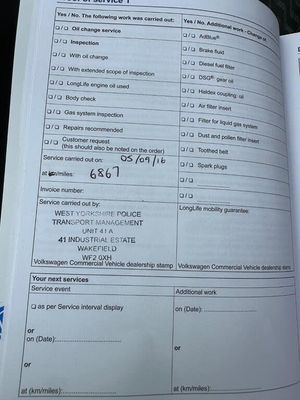 of service 1
Yes / No, The following work was carried out:
❑/❑ Oil change service
❑/❑ Inspection
❑/❑ With oil change
❑/❑ With extended scope of inspection
❑/❑ LongLife engine oil used
❑/❑ Body check
❑/❑ Gas system inspection
❑/❑ Repairs recommended
❑/❑ Customer request
(this should also be noted on the order)
Service carried out on: 05/09/16
at km/miles: 6867
Invoice number:
Service carried out by:
WEST YORKSHIRE POLICE
TRANSPORT MANAGEMENT
UNIT 41A
41 INDUSTRIAL ESTATE
WAKEFIELD
WF2 0XH
Volkswagen Commercial Vehicle dealership stamp
Yes / No, Additional work - Change of
❑/❑ AdBlue®
❑/❑ Brake fluid
❑/❑ Diesel fuel filter
❑/❑ DSG® gear oil
❑/❑ Haldex coupling: oil
❑/❑ Air filter insert
❑/❑ Filter for liquid gas system
❑/❑ Dust and pollen filter insert
❑/❑ Toothed belt
❑/❑ Spark plugs
❑/❑
❑/❑
LongLife mobility guarantee:
Volkswagen Commercial Vehicle dealership stamp
Your next services
Service event
❑ as per Service interval display
or
on (Date):
or
at (km/miles):
Additional work
on (Date):
or
at (km/miles):